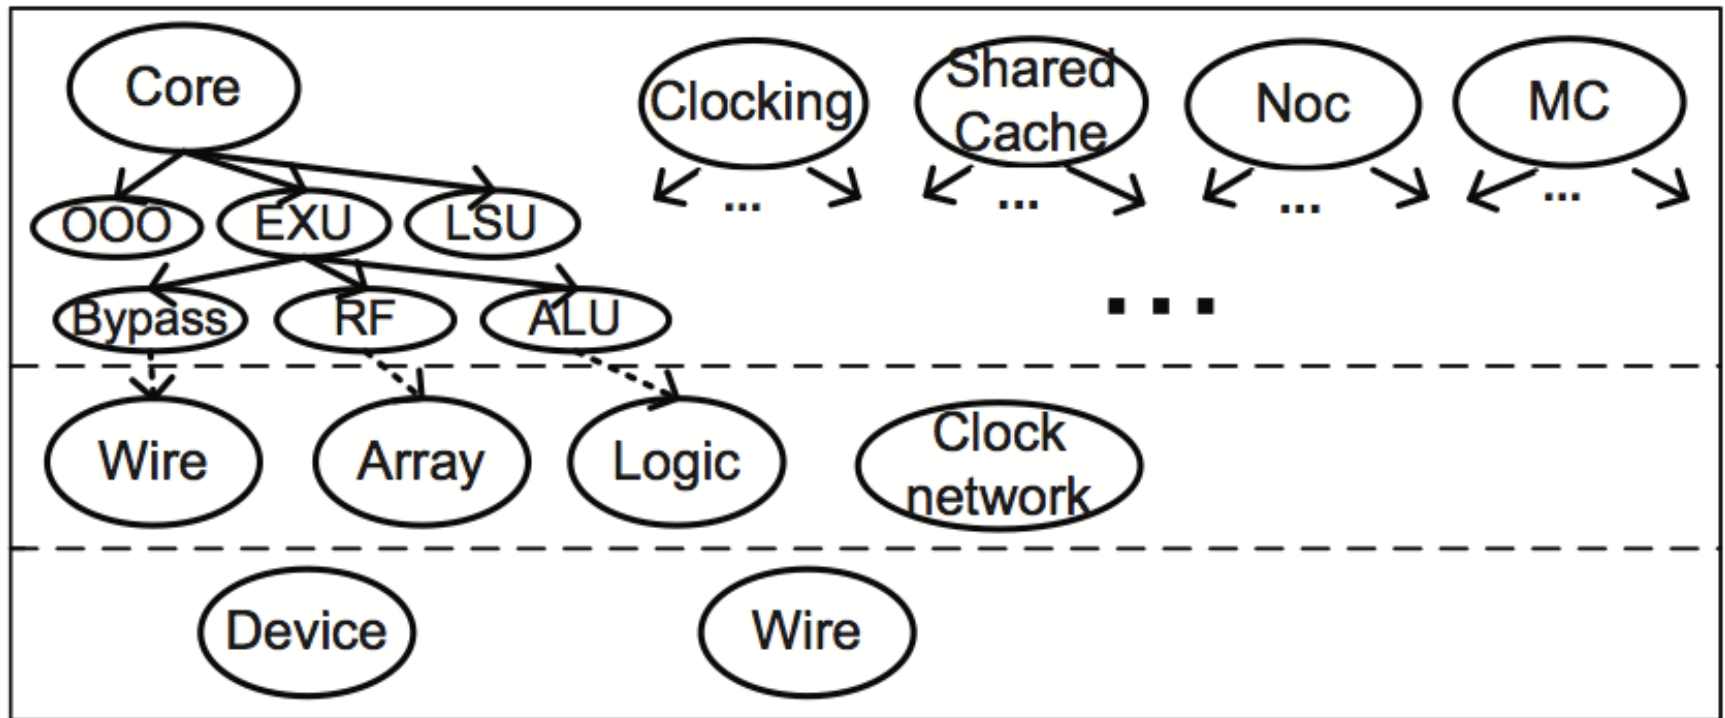 Core
Clocking
Shared
Cache
Noc
MC
OOO
EXU
LSU
...
...
...
...
Bypass
RF
ALU
...
Wire
Array
Logic
Clock
network
Device
Wire